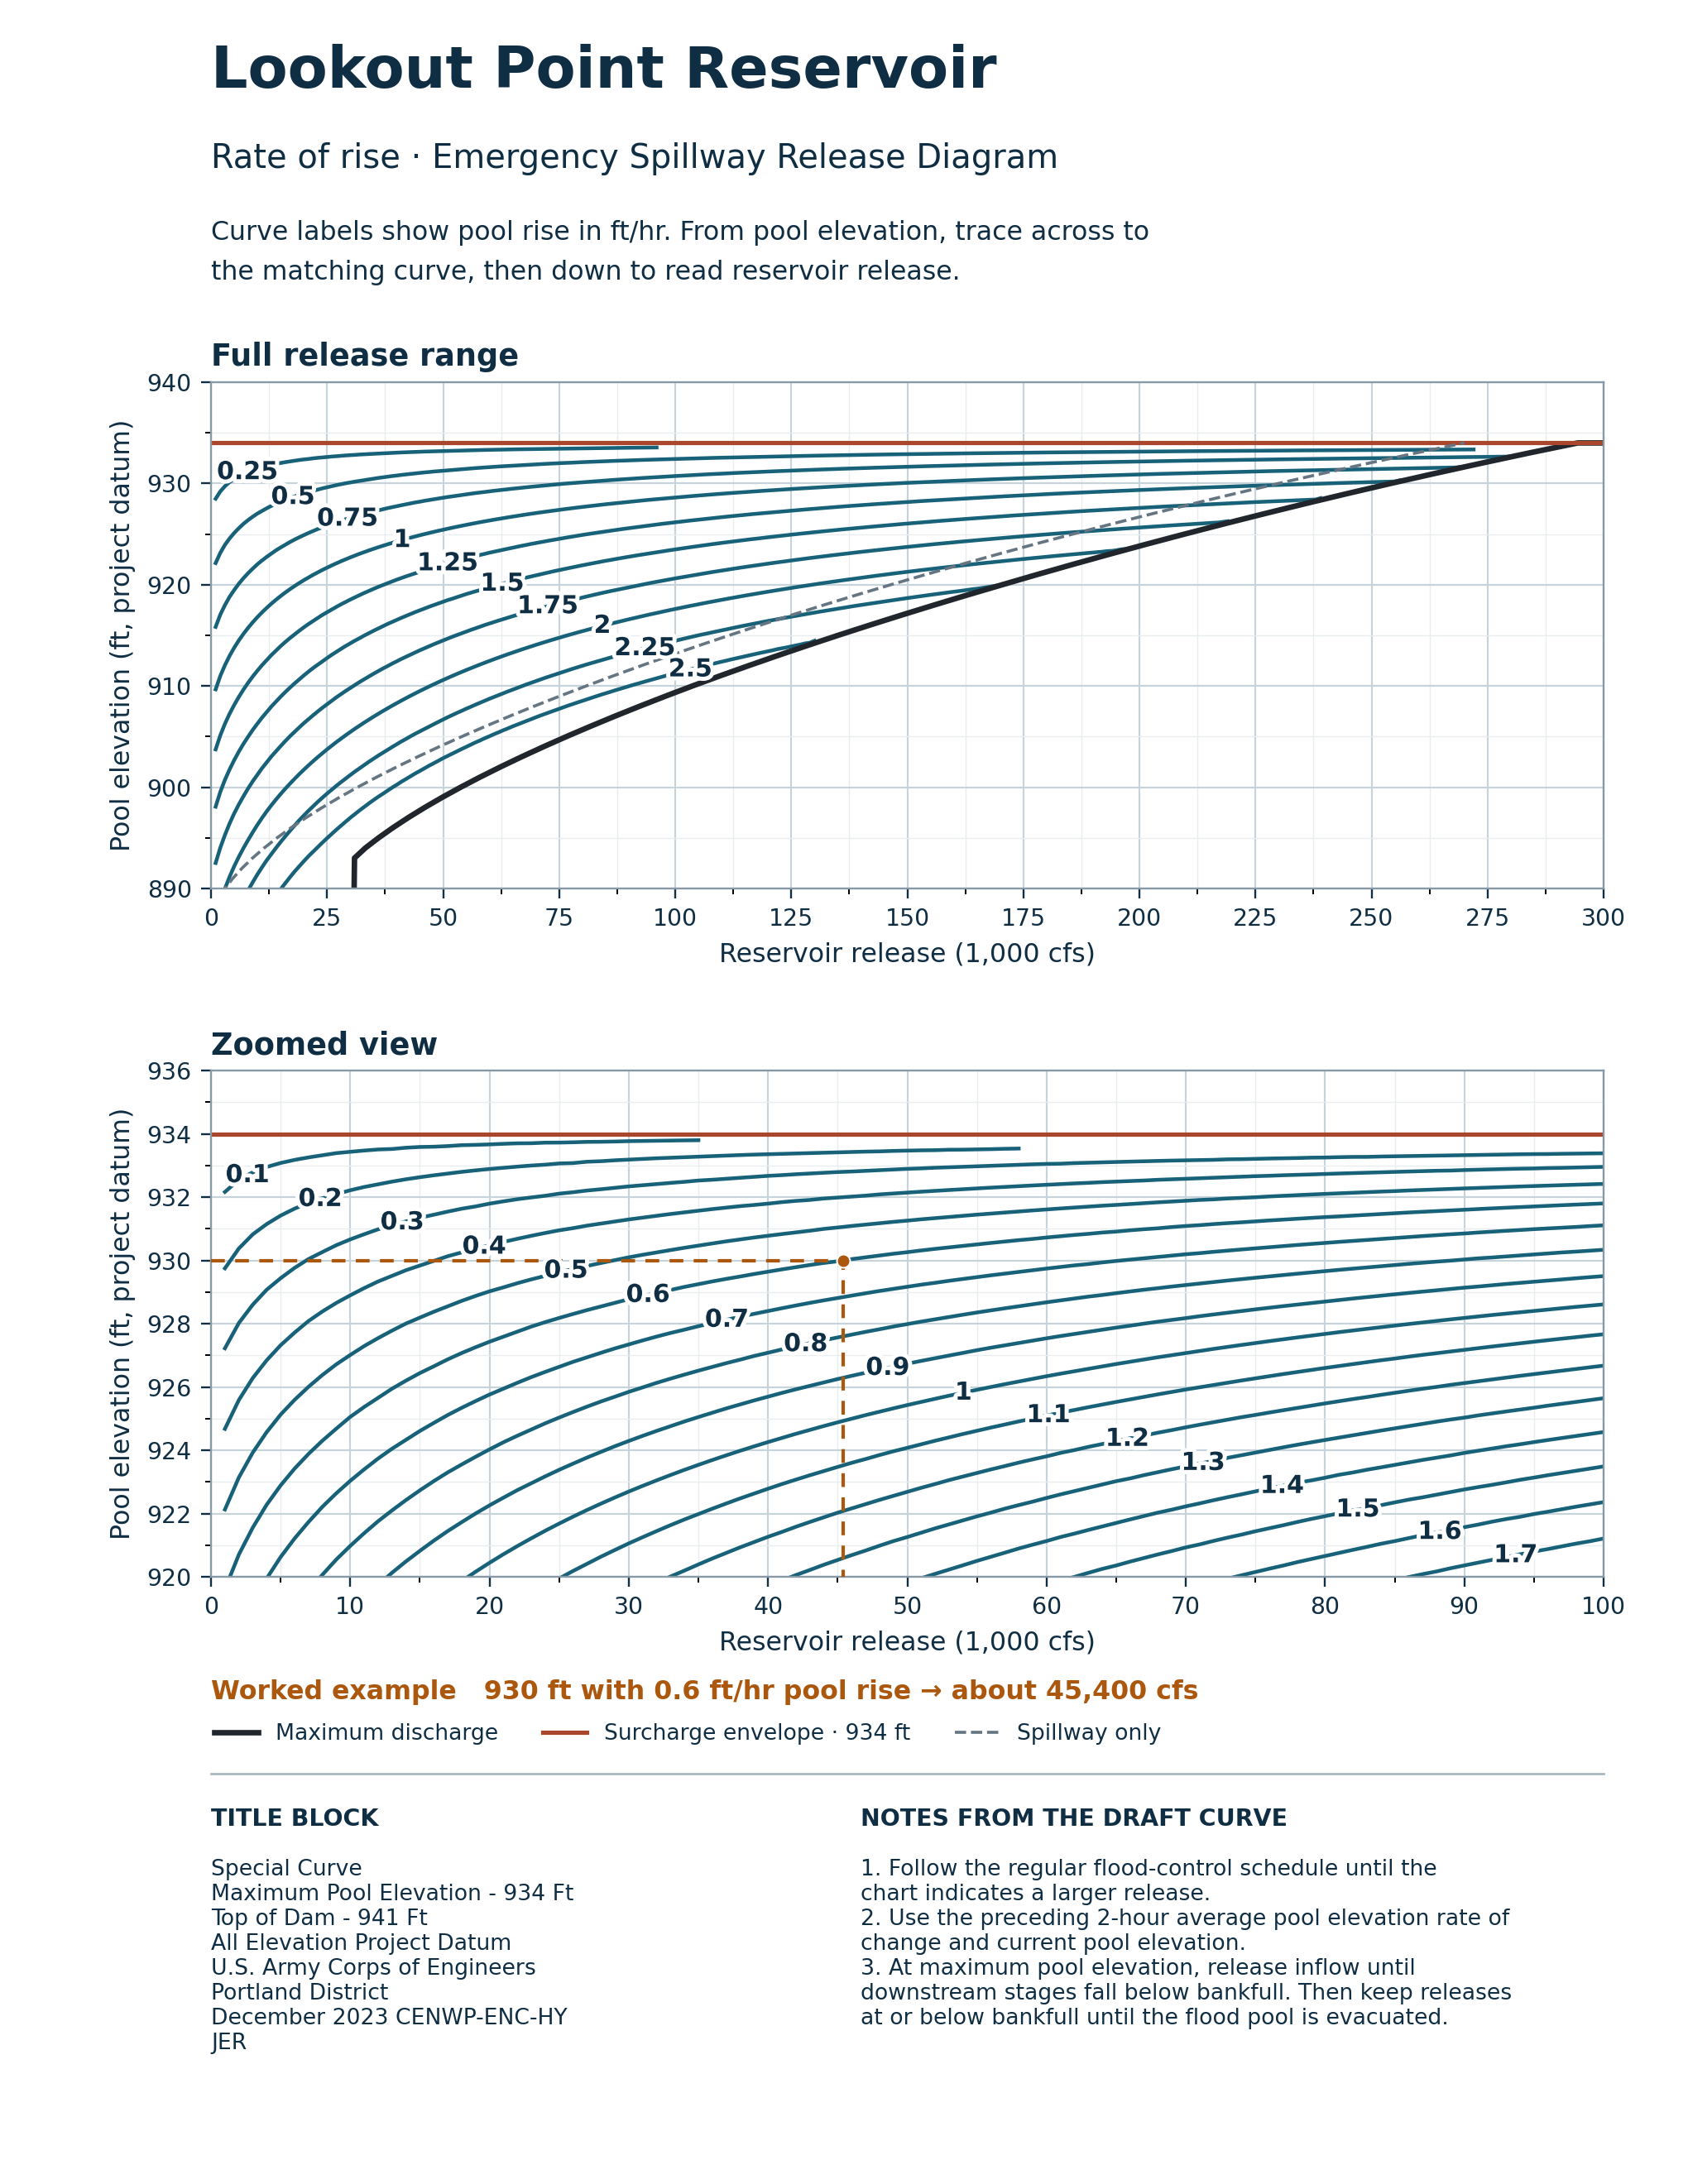 Lookout Point Reservoir
Rate of rise · Emergency Spillway Release Diagram
Curve labels show pool rise in ft/hr. From pool elevation, trace across to
the matching curve, then down to read reservoir release.
Full release range
Pool elevation (ft, project datum)
940
930
920
910
900
890
0.25
0.5
0.75
1
1.25
1.5
1.75
2
2.25
2.5
0 25 50 75 100 125 150 175 200 225 250 275 300
Reservoir release (1,000 cfs)
Zoomed view
Pool elevation (ft, project datum)
936
934
932
930
928
926
924
922
920
0.1
0.2
0.3
0.4
0.5
0.6
0.7
0.8
0.9
1
1.1
1.2
1.3
1.4
1.5
1.6
1.7
0 10 20 30 40 50 60 70 80 90 100
Reservoir release (1,000 cfs)
Worked example 930 ft with 0.6 ft/hr pool rise → about 45,400 cfs
Maximum discharge Surcharge envelope · 934 ft Spillway only
TITLE BLOCK
Special Curve
Maximum Pool Elevation - 934 Ft
Top of Dam - 941 Ft
All Elevation Project Datum
U.S. Army Corps of Engineers
Portland District
December 2023 CENWP-ENC-HY
JER
NOTES FROM THE DRAFT CURVE
1. Follow the regular flood-control schedule until the
chart indicates a larger release.
2. Use the preceding 2-hour average pool elevation rate of
change and current pool elevation.
3. At maximum pool elevation, release inflow until
downstream stages fall below bankfull. Then keep releases
at or below bankfull until the flood pool is evacuated.